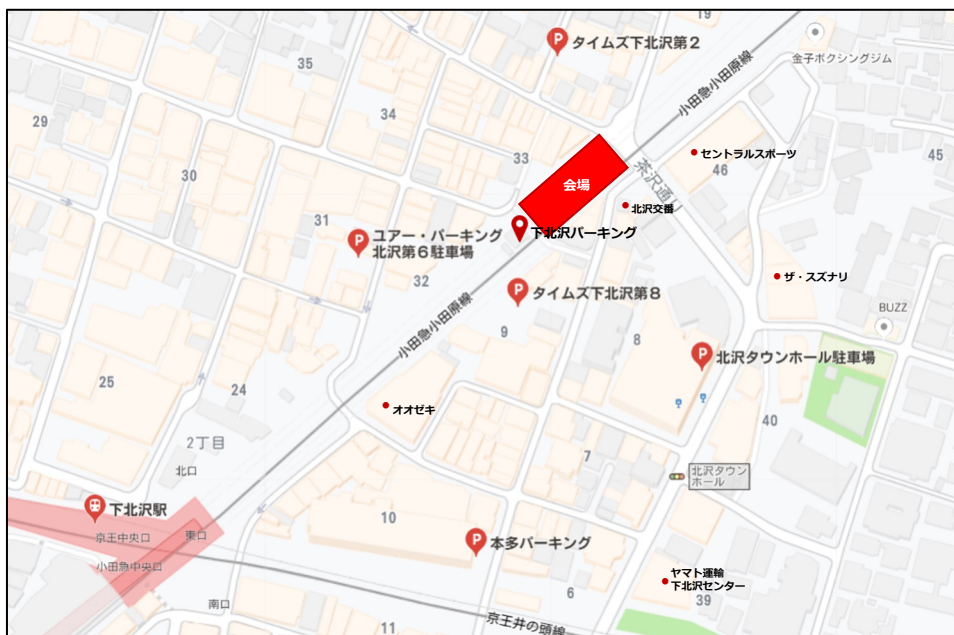 19
タイムズ下北沢第2
金子ボクシングジム
35
小田急小田原線
34
29
33
セントラルスポーツ
46
45
茶沢通り
30
会場
北沢交番
31
下北沢パーキング
ユアー・パーキング
北沢第6駐車場
32
ザ・スズナリ
タイムズ下北沢第8
BUZZ
小田急小田原線
9
8
北沢タウンホール駐車場
25
24
オオゼキ
40
2丁目
北口
7
北沢タウン
ホール
下北沢駅
京王中央口
東口
10
本多パーキング
小田急中央口
ヤマト運輸
下北沢センター
39
6
南口
京王井の頭線
11